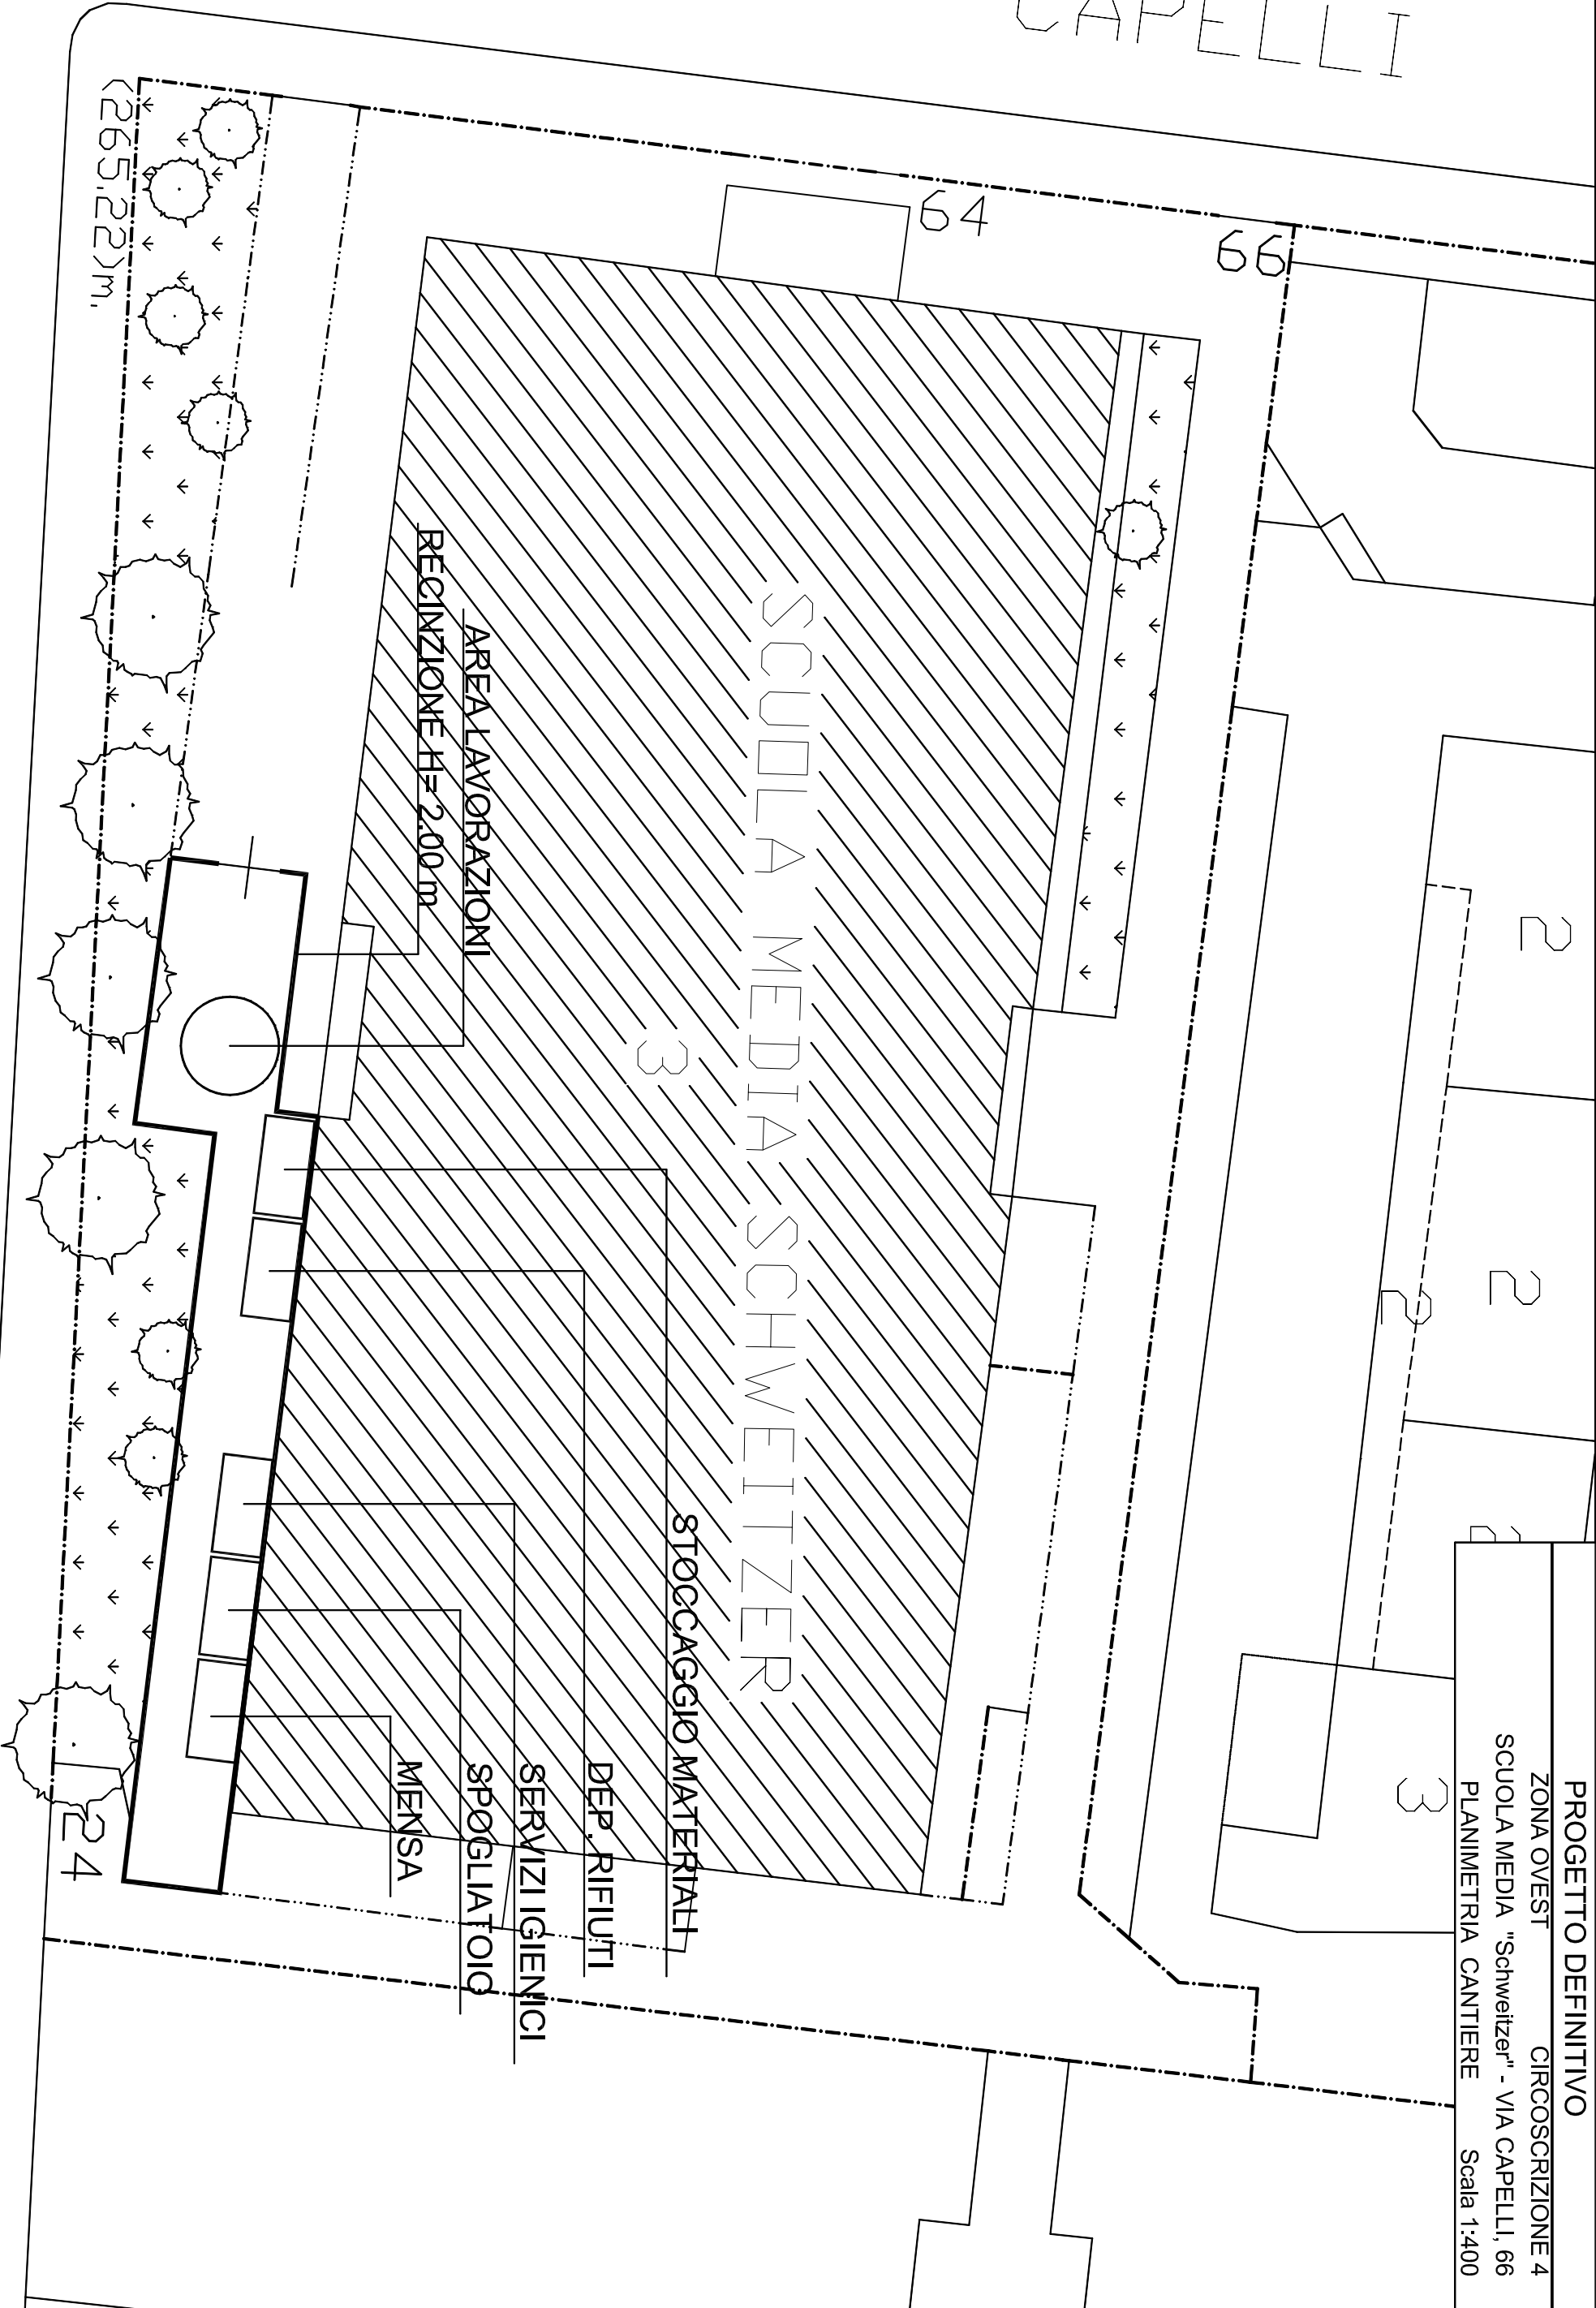 CAPELLI
(265.22)m.
64
66
SCUOLA MEDIA SCHWEITZER
3
RECINZIONE H= 2.00 m
AREA LAVORAZIONI
STOCCAGGIO MATERIALI
DEP. RIFIUTI
SERVIZI IGIENICI
SPOGLIATOIO
MENSA
24
2
2
2
3
PROGETTO DEFINITIVO
ZONA OVEST CIRCOSCRIZIONE 4
SCUOLA MEDIA "Schweitzer" - VIA CAPELLI, 66
PLANIMETRIA CANTIERE Scala 1:400